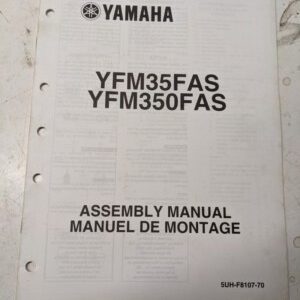 YAMAHA
YFM35FAS
YFM350FAS
ASSEMBLY MANUAL
MANUEL DE MONTAGE
5UH-F8107-70